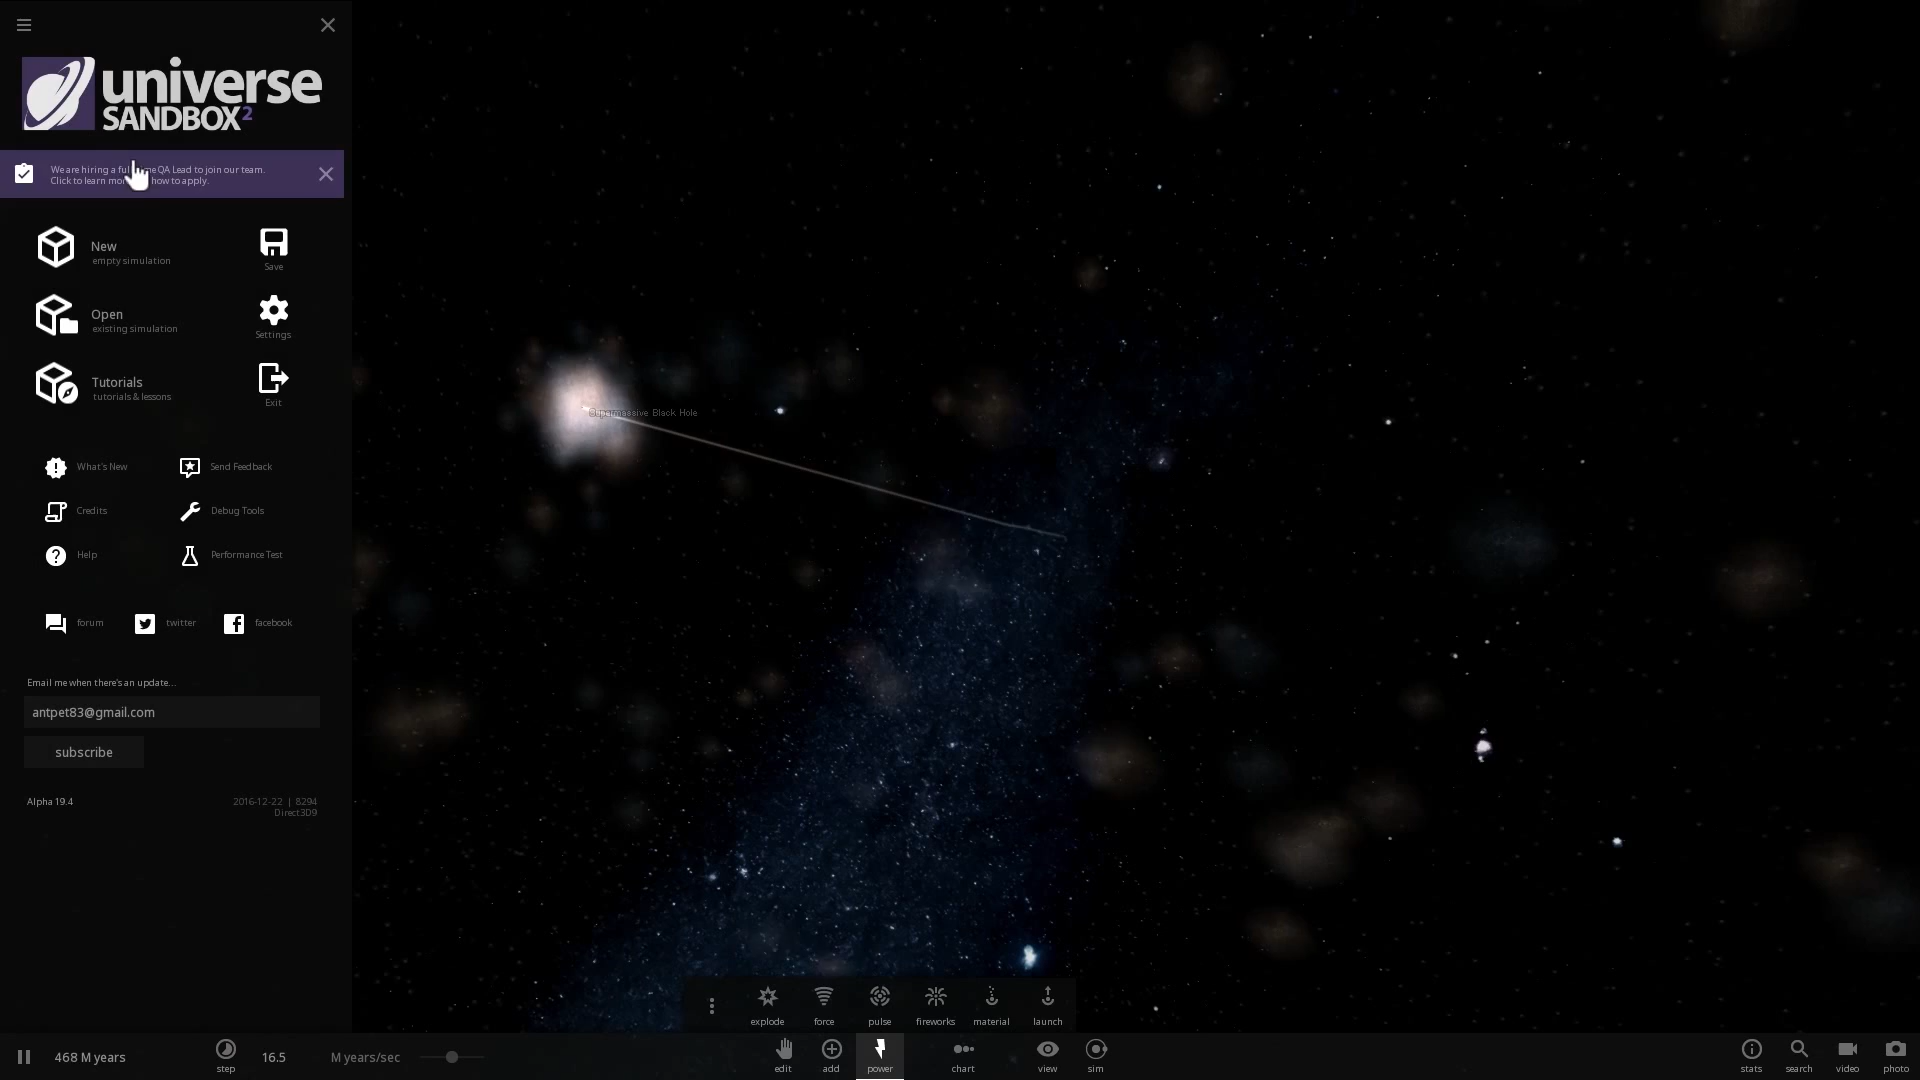 universe
SANDBOX²
We are hiring a QA Lead to join our team.
Click to learn how to apply.
New
empty simulation
Save
Open
existing simulation
Settings
Tutorials
tutorials & lessons
Exit
What's New
Send Feedback
Credits
Debug Tools
Help
Performance Test
forum
twitter
facebook
Email me when there's an update...
antpet83@gmail.com
subscribe
Alpha 19.4
2016-12-22 | 8294
Direct3D9
Supermassive Black Hole
explode
force
pulse
fireworks
material
launch
468 M years
step
16.5
M years/sec
edit
add
power
chart
view
sim
stats
search
video
photo